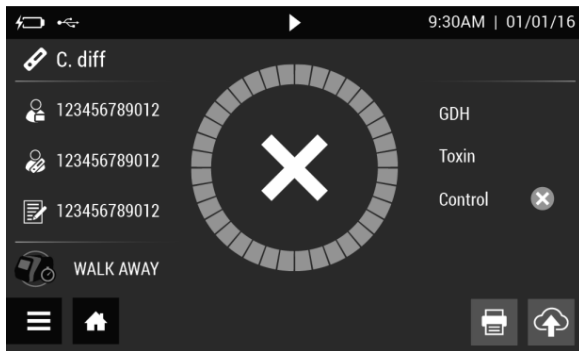 9:30AM | 01/01/16
C. diff
123456789012
123456789012
123456789012
WALK AWAY
GDH
Toxin
Control